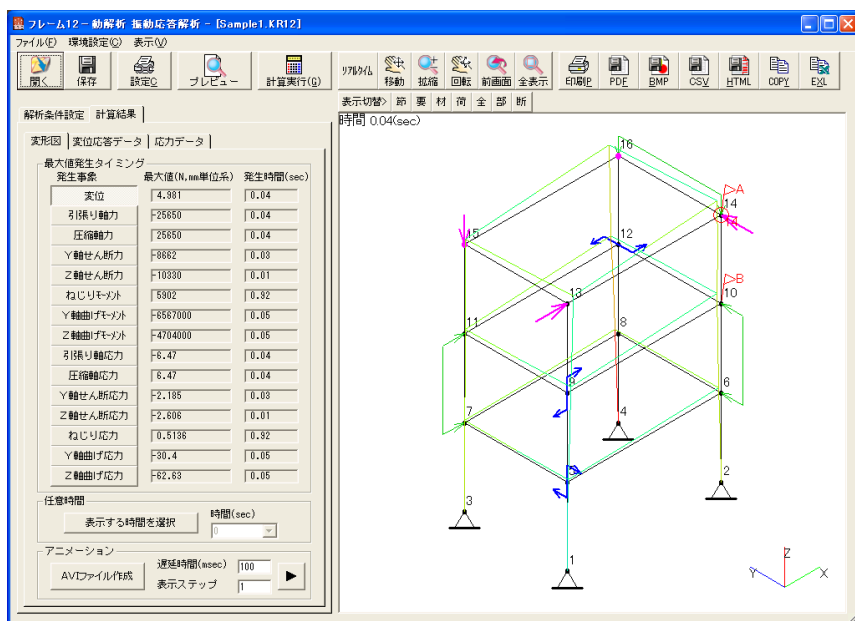 フレーム12－動解析 振動応答解析 - [Sample1.KR12]
ファイル(F) 環境設定(O) 表示(V)
開く 保存 設定C プレビュー 計算実行(G) リアルタイム 移動 拡縮 回転 前画面 全表示 印刷P PDF BMP CSV HTML COPY EXL
表示切替> 節 要 材 荷 全 部 断
解析条件設定 計算結果
変形図 変位応答データ 応力データ
最大値発生タイミング
発生事象 最大値(N,mm単位系) 発生時間(sec)
変位 4.981 0.04
引張り軸力 -25650 0.04
圧縮軸力 25650 0.04
Y軸せん断力 -8662 0.03
Z軸せん断力 -10330 0.01
ねじりモーメント 5902 0.92
Y軸曲げモーメント -6567000 0.05
Z軸曲げモーメント -4704000 0.05
引張り軸応力 -6.47 0.04
圧縮軸応力 6.47 0.04
Y軸せん断応力 -2.185 0.03
Z軸せん断応力 -2.606 0.01
ねじり応力 0.5136 0.92
Y軸曲げ応力 -30.4 0.05
Z軸曲げ応力 -62.63 0.05
任意時間
表示する時間を選択
時間(sec)
0
アニメーション
AVIファイル作成
遅延時間(msec) 100
表示ステップ 1
時間 0.04(sec)
16
A
14
15
12
B
13
10
11
8
9
6
7
5
4
2
3
1
Z
Y
X